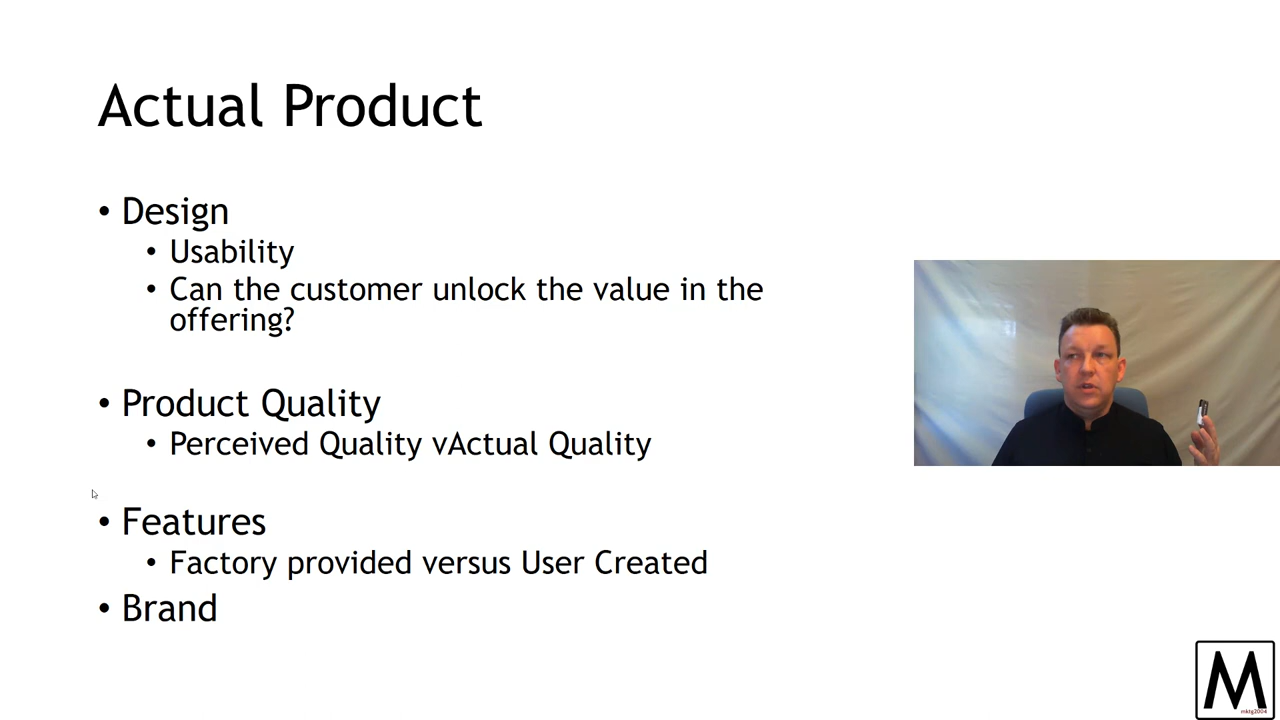 Actual Product
• Design
• Usability
• Can the customer unlock the value in the
offering?
• Product Quality
• Perceived Quality vActual Quality
• Features
• Factory provided versus User Created
• Brand
M
mktg2004